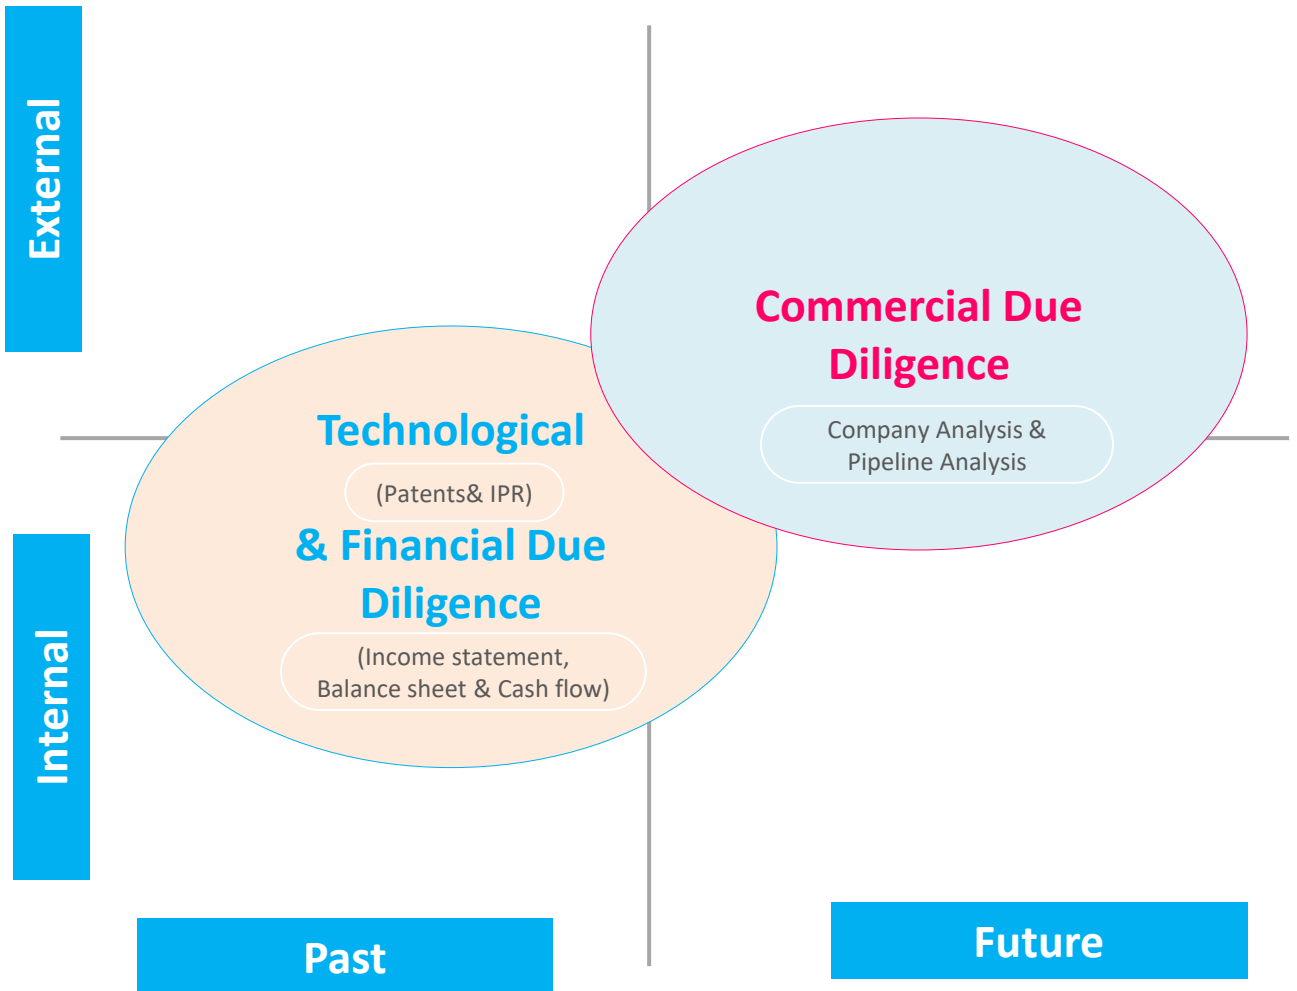 External
Commercial Due
Diligence
Company Analysis &
Pipeline Analysis
Technological
(Patents& IPR)
& Financial Due
Diligence
(Income statement,
Balance sheet & Cash flow)
Internal
Past
Future